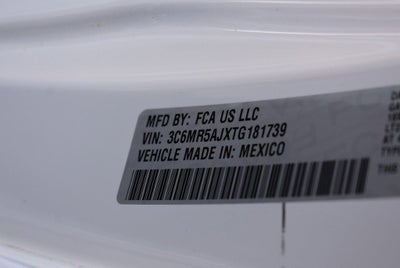 MFD BY: FCA US LLC
VIN: 3C6MR5AJXTG181739
VEHICLE MADE IN: MEXICO